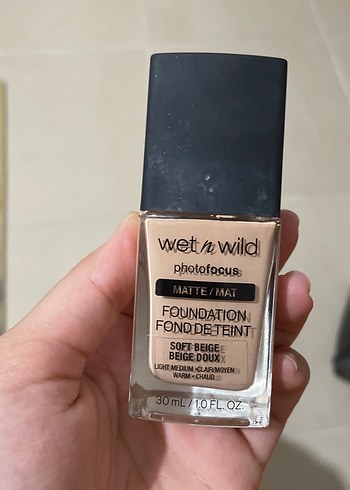 wet n wild
photofocus
MATTE / MAT
FOUNDATION
FOND DE TEINT
SOFT BEIGE
BEIGE DOUX
LIGHT MEDIUM • CLAIR/MOYEN
WARM • CHAUD
30 mL / 1.0 FL. OZ.